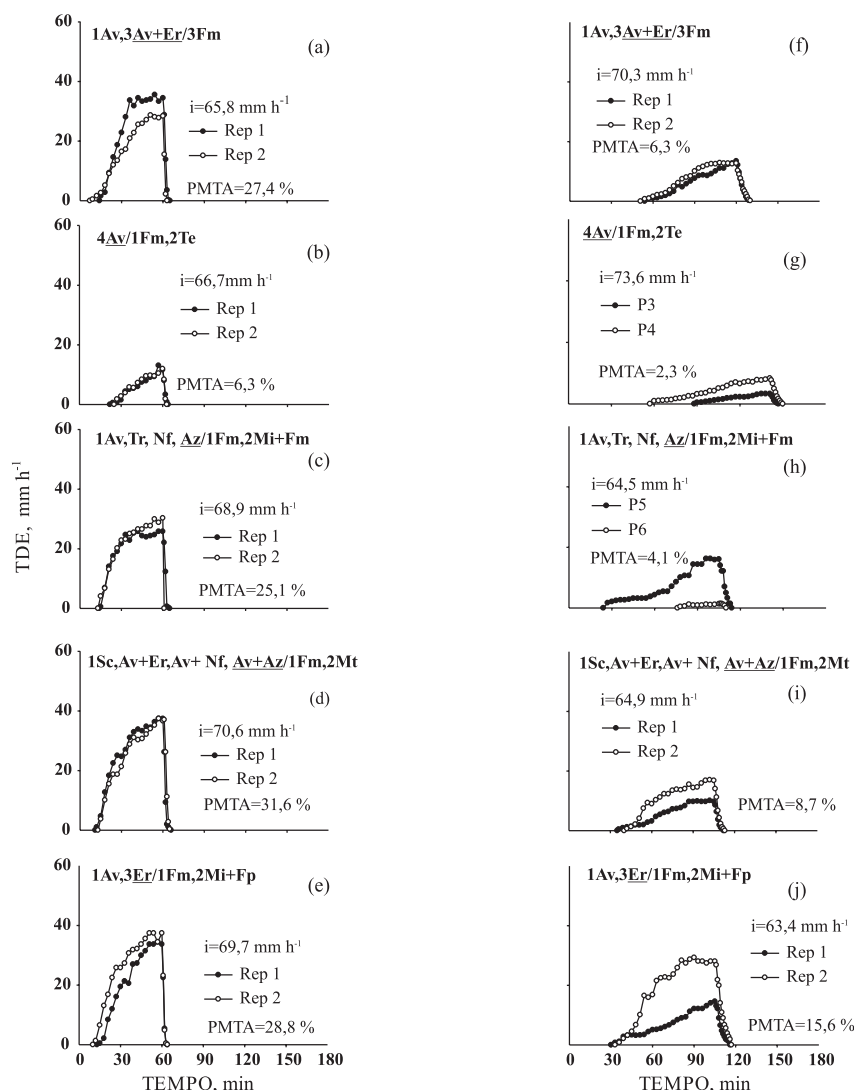 60
40
20
0
1Av,3Av+Er/3Fm
(a)
i=65,8 mm h-1
Rep 1
Rep 2
PMTA=27,4 %
1Av,3Av+Er/3Fm
(f)
i=70,3 mm h-1
Rep 1
Rep 2
PMTA=6,3 %
60
40
20
0
4Av/1Fm,2Te
(b)
i=66,7mm h-1
Rep 1
Rep 2
PMTA=6,3 %
4Av/1Fm,2Te
(g)
i=73,6 mm h-1
P3
P4
PMTA=2,3 %
TDE, mm h-1
60
40
20
0
1Av,Tr, Nf, Az/1Fm,2Mi+Fm
(c)
i=68,9 mm h-1
Rep 1
Rep 2
PMTA=25,1 %
1Av,Tr, Nf, Az/1Fm,2Mi+Fm
(h)
i=64,5 mm h-1
P5
P6
PMTA=4,1 %
60
40
20
0
1Sc,Av+Er,Av+ Nf, Av+Az/1Fm,2Mt
(d)
i=70,6 mm h-1
Rep 1
Rep 2
PMTA=31,6 %
1Sc,Av+Er,Av+ Nf, Av+Az/1Fm,2Mt
(i)
i=64,9 mm h-1
Rep 1
Rep 2
PMTA=8,7 %
60
40
20
0
1Av,3Er/1Fm,2Mi+Fp
(e)
i=69,7 mm h-1
Rep 1
Rep 2
PMTA=28,8 %
0 30 60 90 120 150 180
TEMPO, min
1Av,3Er/1Fm,2Mi+Fp
(j)
i=63,4 mm h-1
Rep 1
Rep 2
PMTA=15,6 %
0 30 60 90 120 150 180
TEMPO, min